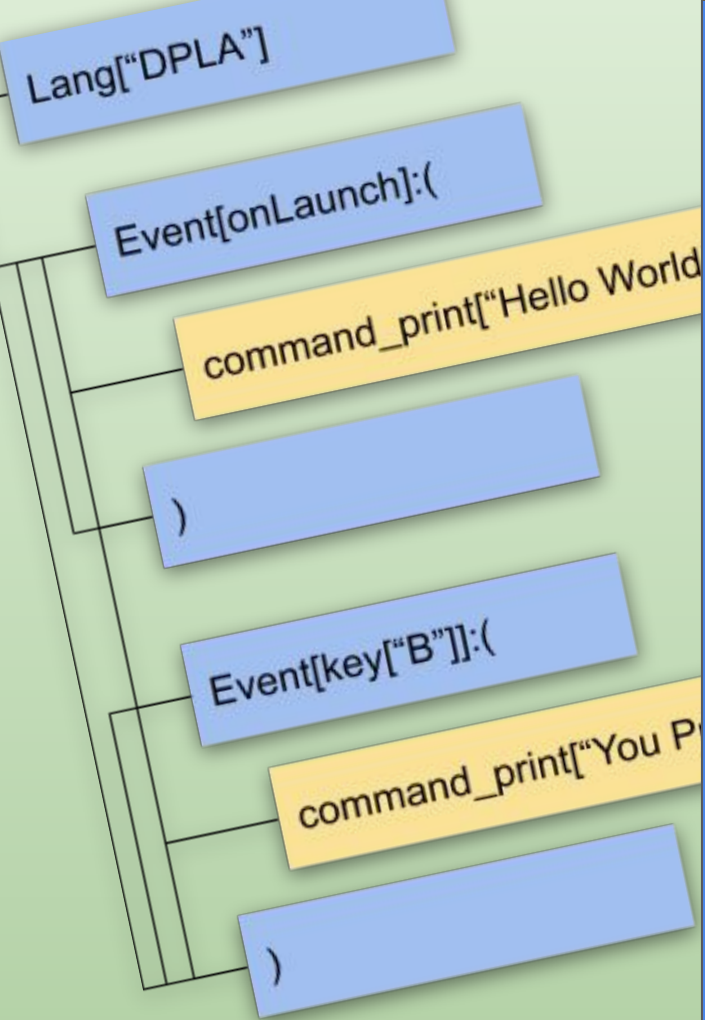 Lang[“DPLA”]
Event[onLaunch]:(
command_print[“Hello World
)
Event[key[“B”]]:(
command_print[“You P
)